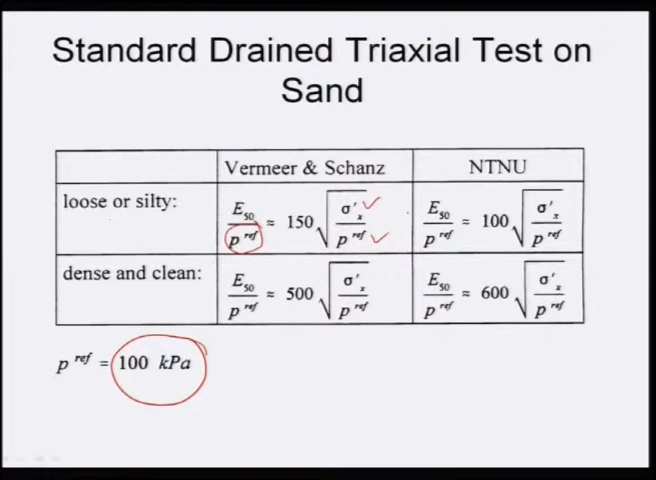 Standard Drained Triaxial Test on
Sand
Vermeer & Schanz NTNU
loose or silty: E₅₀/p^ref ≈ 150 √(σ'ₓ/p^ref) E₅₀/p^ref ≈ 100 √(σ'ₓ/p^ref)
dense and clean: E₅₀/p^ref ≈ 500 √(σ'ₓ/p^ref) E₅₀/p^ref ≈ 600 √(σ'ₓ/p^ref)
p^ref = 100 kPa